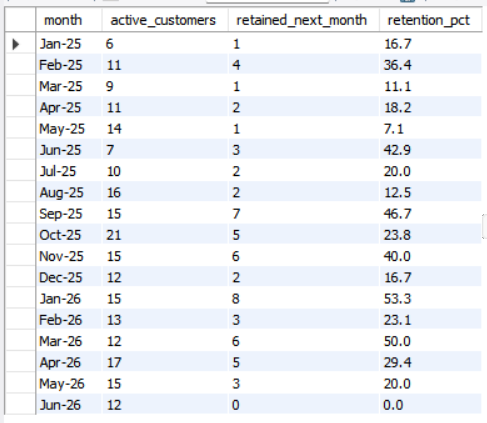 month active_customers retained_next_month retention_pct
Jan-25 6 1 16.7
Feb-25 11 4 36.4
Mar-25 9 1 11.1
Apr-25 11 2 18.2
May-25 14 1 7.1
Jun-25 7 3 42.9
Jul-25 10 2 20.0
Aug-25 16 2 12.5
Sep-25 15 7 46.7
Oct-25 21 5 23.8
Nov-25 15 6 40.0
Dec-25 12 2 16.7
Jan-26 15 8 53.3
Feb-26 13 3 23.1
Mar-26 12 6 50.0
Apr-26 17 5 29.4
May-26 15 3 20.0
Jun-26 12 0 0.0